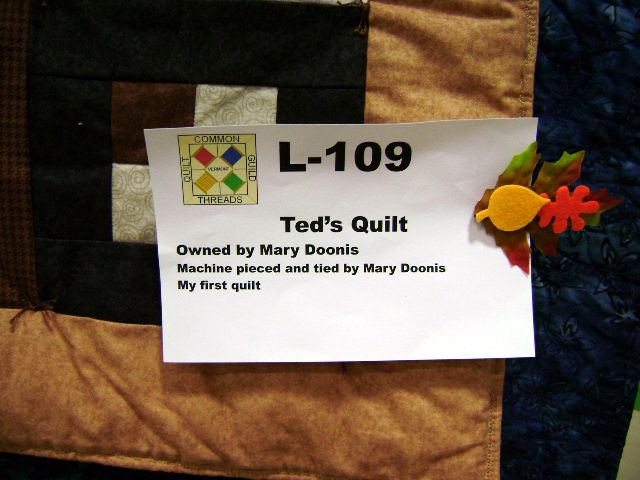 COMMON
QUILT
VERMONT
GUILD
THREADS
L-109
Ted's Quilt
Owned by Mary Doonis
Machine pieced and tied by Mary Doonis
My first quilt